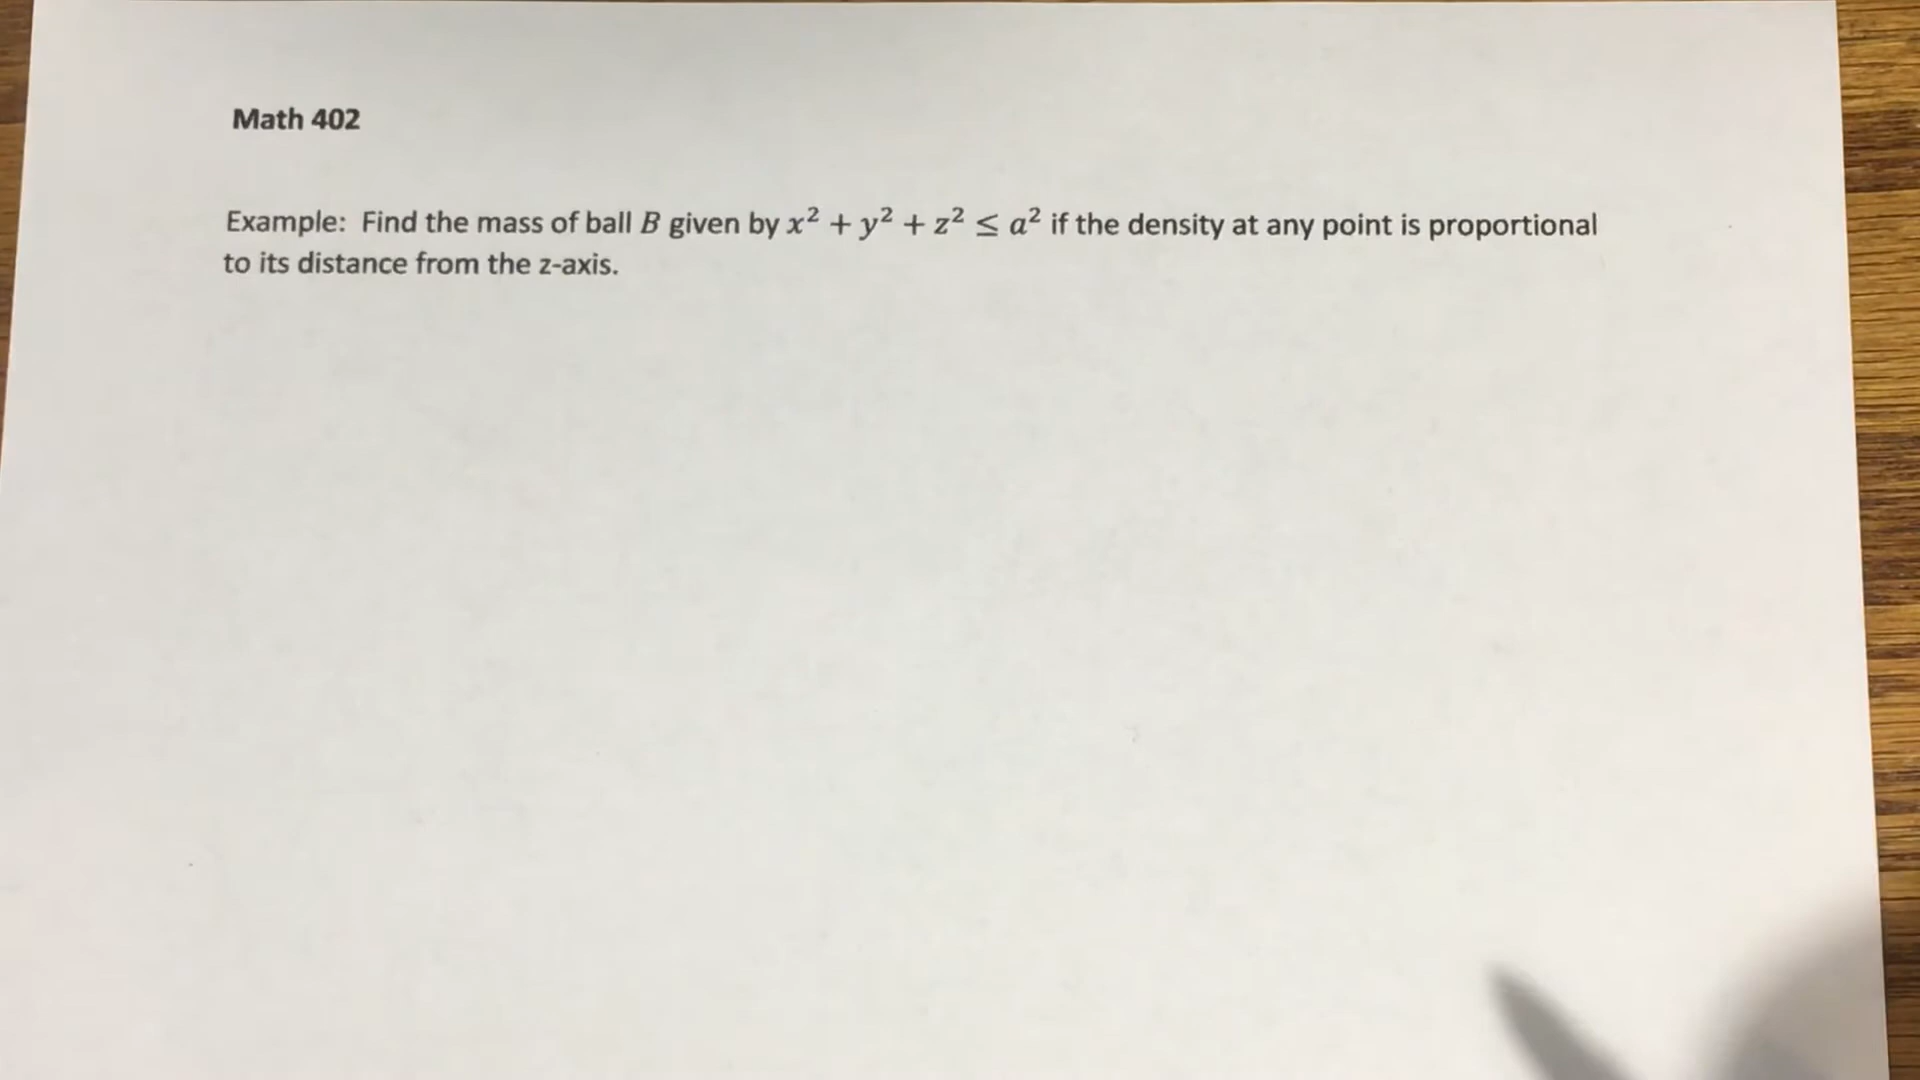 Math 402
Example: Find the mass of ball B given by x² + y² + z² ≤ a² if the density at any point is proportional
to its distance from the z-axis.